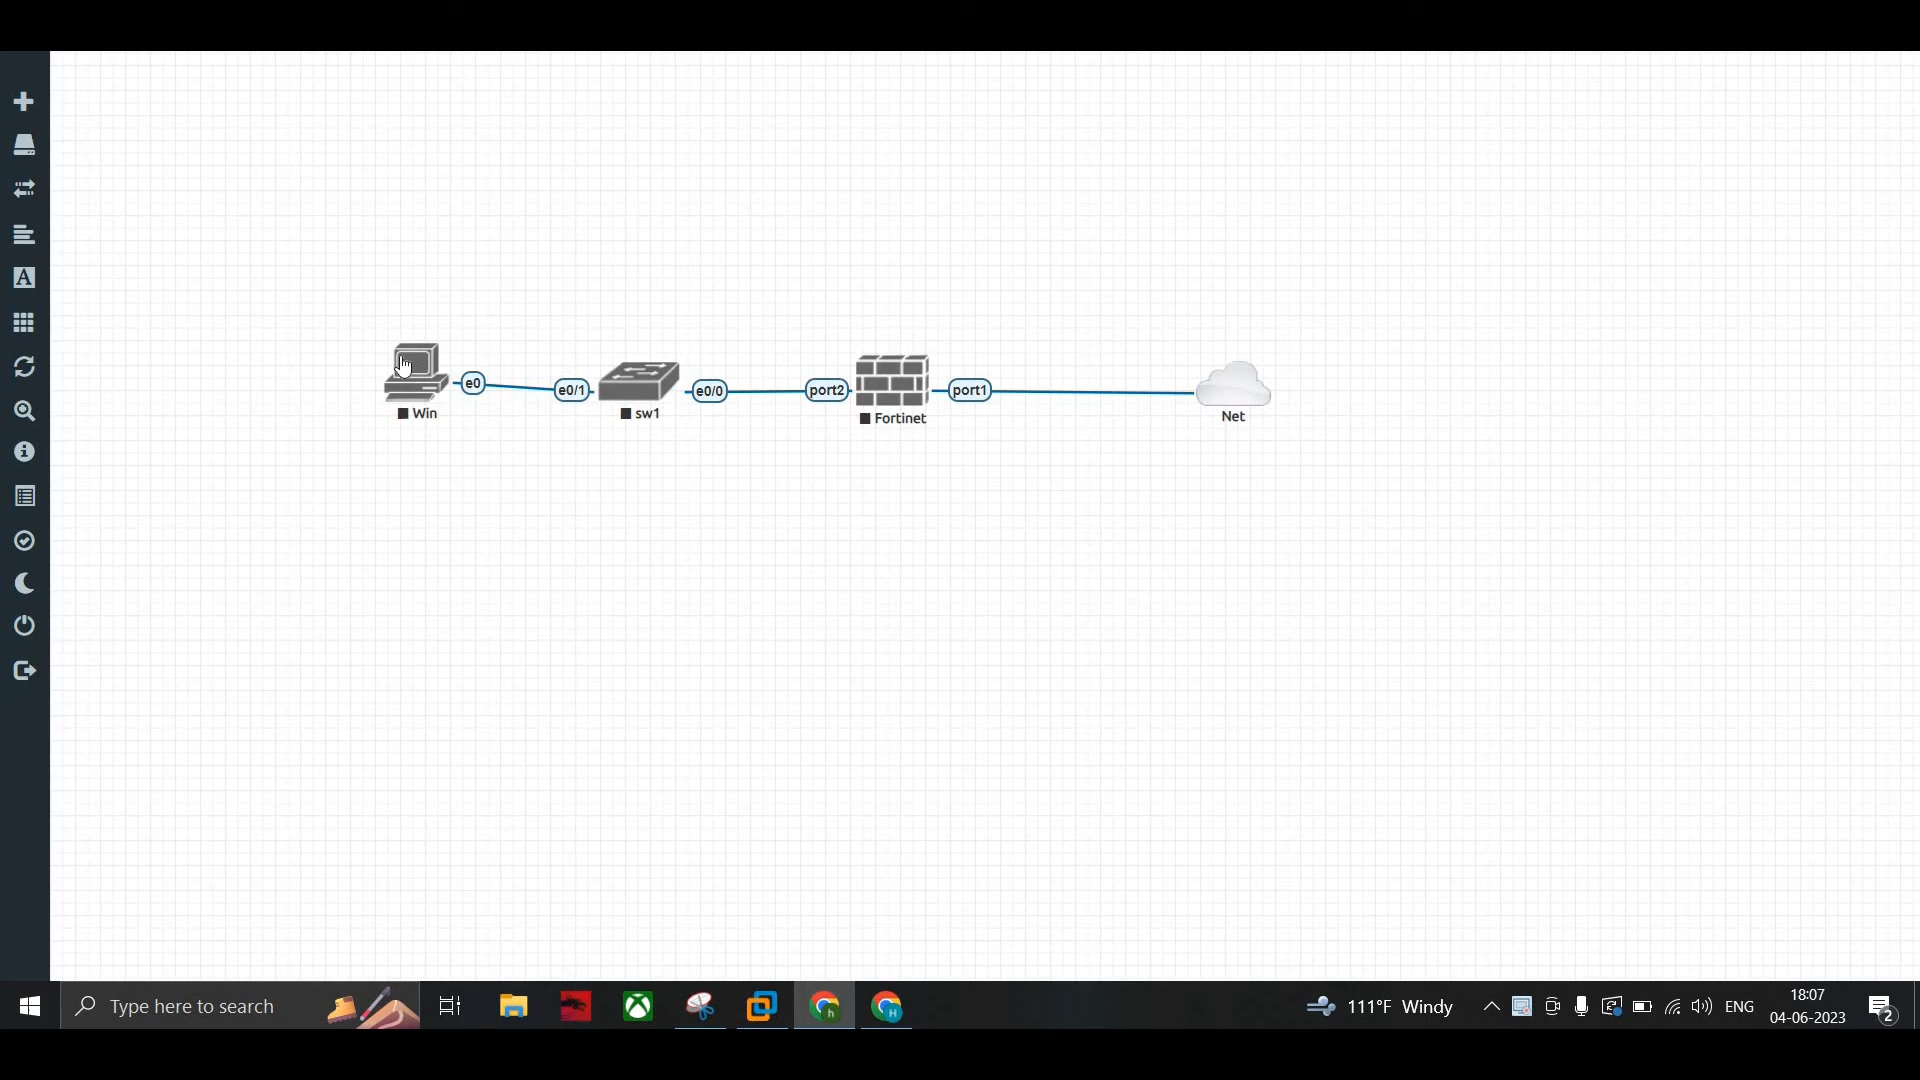 e0
e0/1
e0/0
port2
port1
Win
sw1
Fortinet
Net
Type here to search
111°F Windy
ENG
18:07
04-06-2023
2